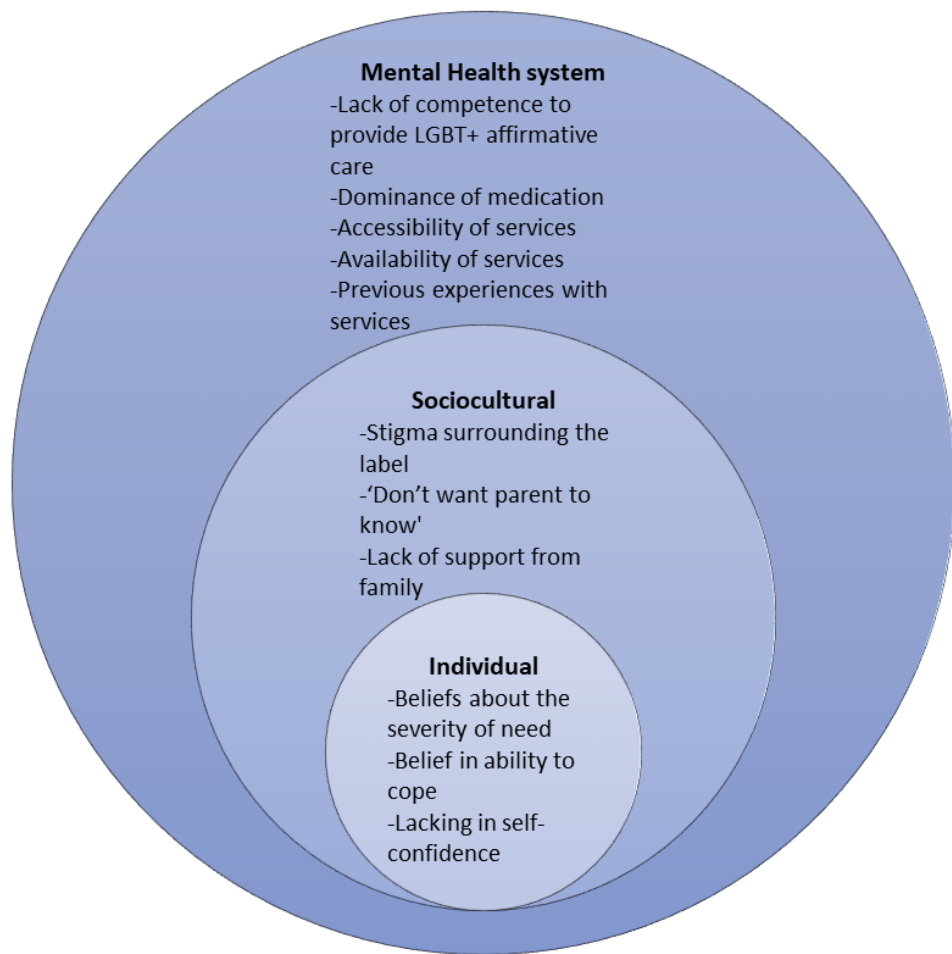 Mental Health system
-Lack of competence to
provide LGBT+ affirmative
care
-Dominance of medication
-Accessibility of services
-Availability of services
-Previous experiences with
services
Sociocultural
-Stigma surrounding the
label
-‘Don’t want parent to
know'
-Lack of support from
family
Individual
-Beliefs about the
severity of need
-Belief in ability to
cope
-Lacking in self-
confidence